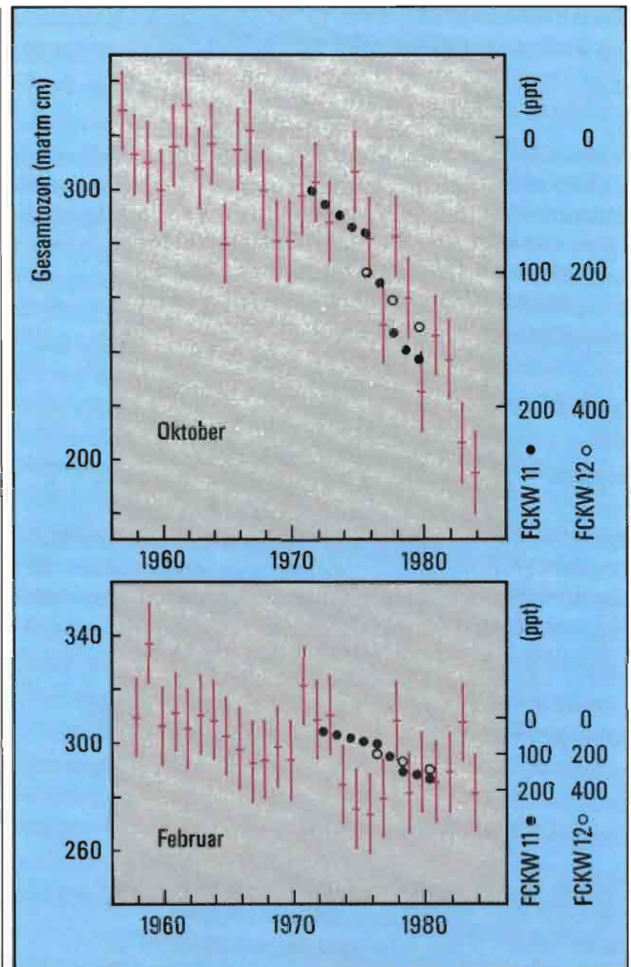 Gesamtozon (matm cm)
300
200
Oktober
1960 1970 1980
(ppt)
0 0
100 200
200 400
FCKW 11 ●
FCKW 12 ○
340
300
260
Februar
1960 1970 1980
(ppt)
0 0
100 200
200 400
FCKW 11 ●
FCKW 12 ○